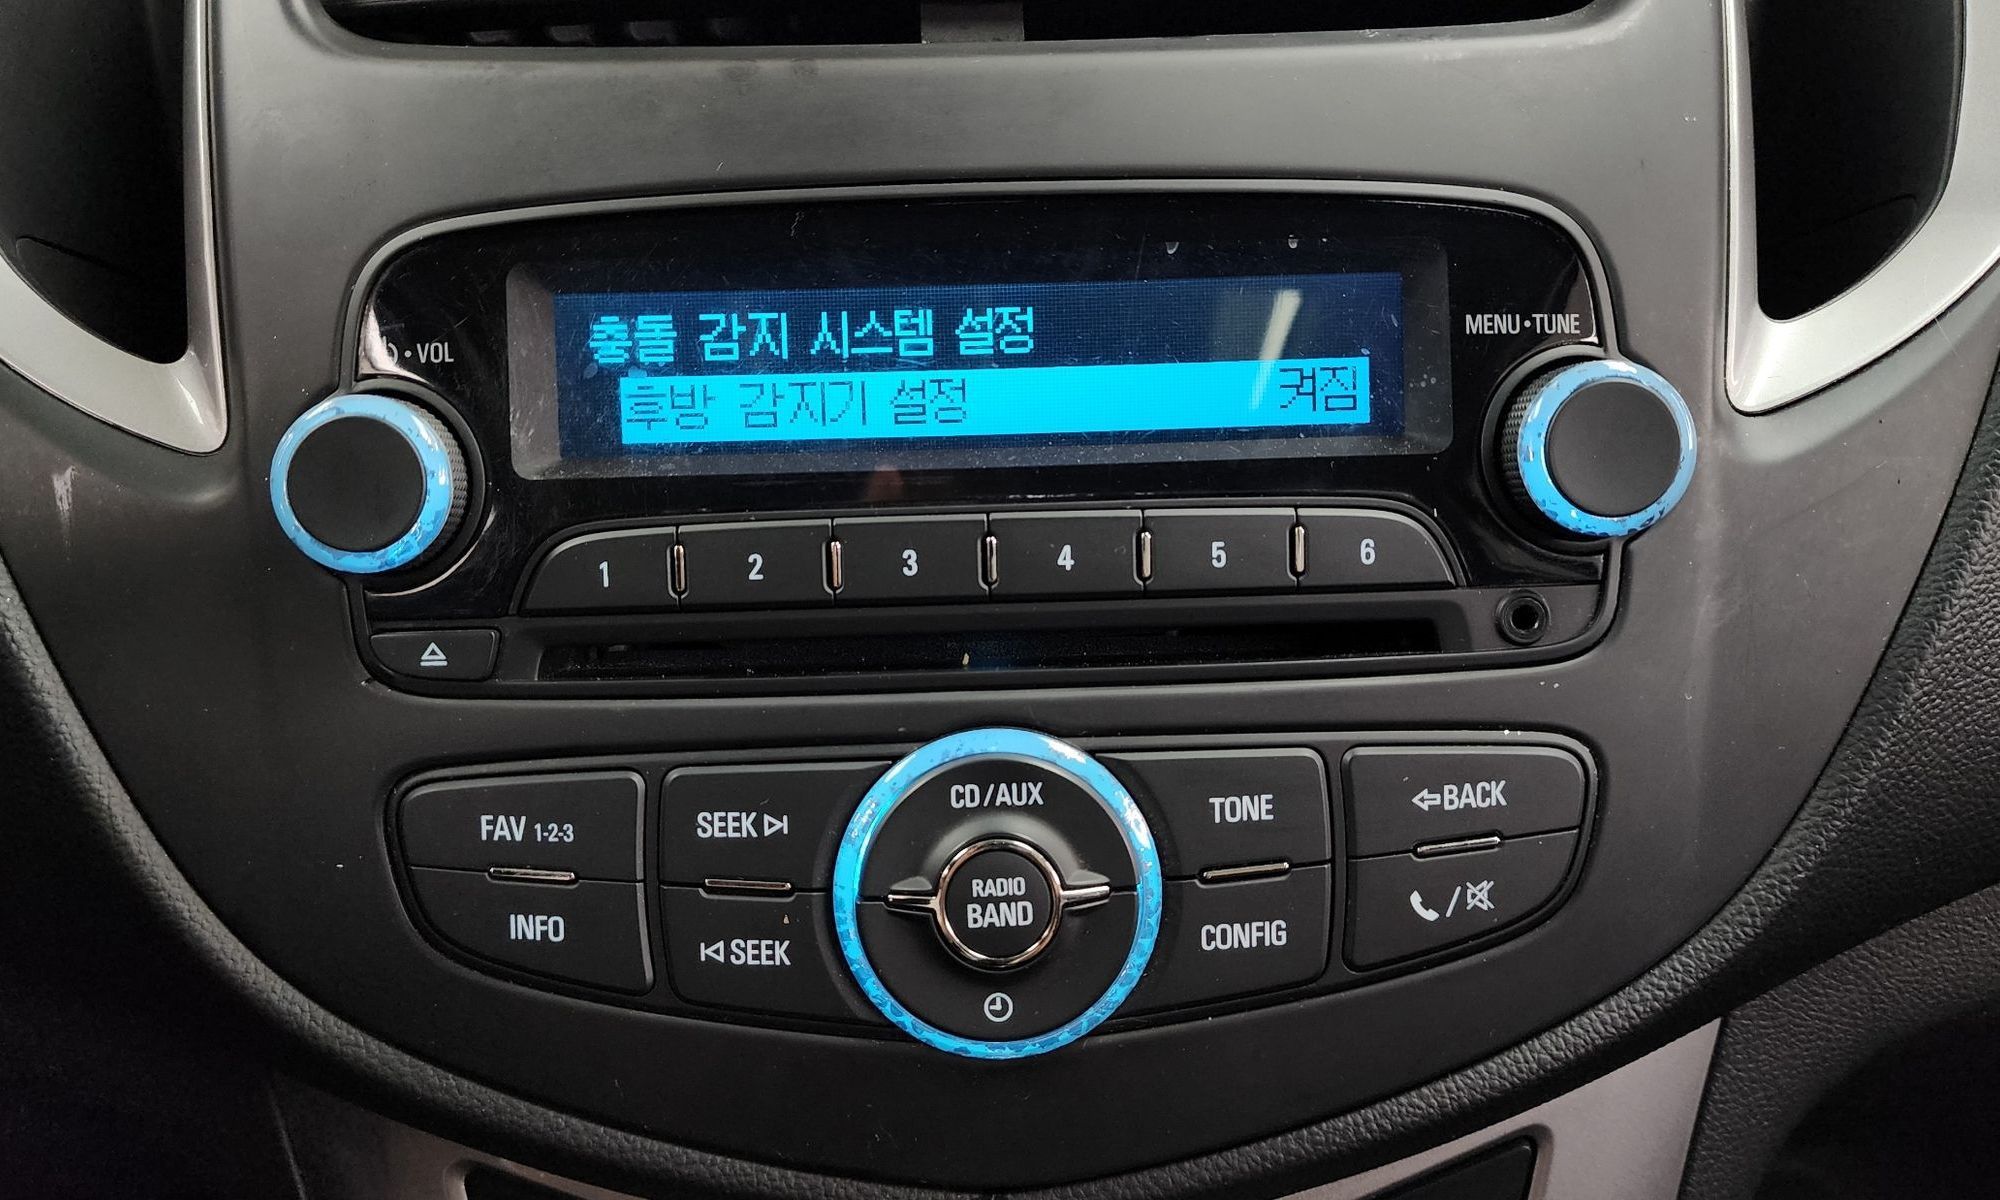 충돌 감지 시스템 설정
후방 감지기 설정 켜짐
• VOL
MENU • TUNE
1 2 3 4 5 6
FAV 1-2-3
INFO
SEEK
SEEK
CD/AUX
RADIO
BAND
TONE
CONFIG
BACK